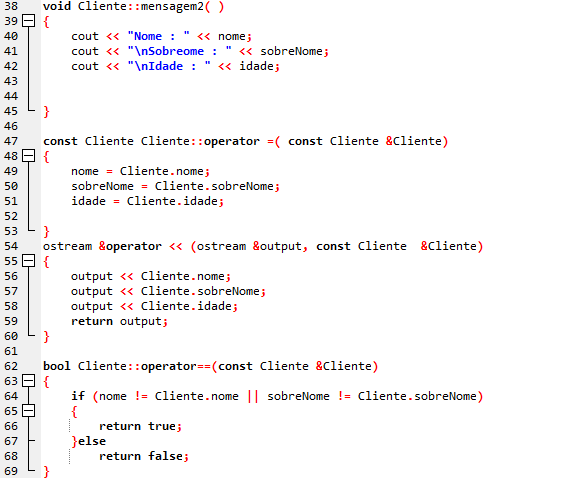 38 void Cliente::mensagem2( )
39 {
40 cout << "Nome : " << nome;
41 cout << "\nSobreome : " << sobreNome;
42 cout << "\nIdade : " << idade;
43
44
45 }
46
47 const Cliente Cliente::operator =( const Cliente &Cliente)
48 {
49 nome = Cliente.nome;
50 sobreNome = Cliente.sobreNome;
51 idade = Cliente.idade;
52
53 }
54 ostream &operator << (ostream &output, const Cliente  &Cliente)
55 {
56 output << Cliente.nome;
57 output << Cliente.sobreNome;
58 output << Cliente.idade;
59 return output;
60 }
61
62 bool Cliente::operator==(const Cliente &Cliente)
63 {
64 if (nome != Cliente.nome || sobreNome != Cliente.sobreNome)
65 {
66 return true;
67 }else
68 return false;
69 }